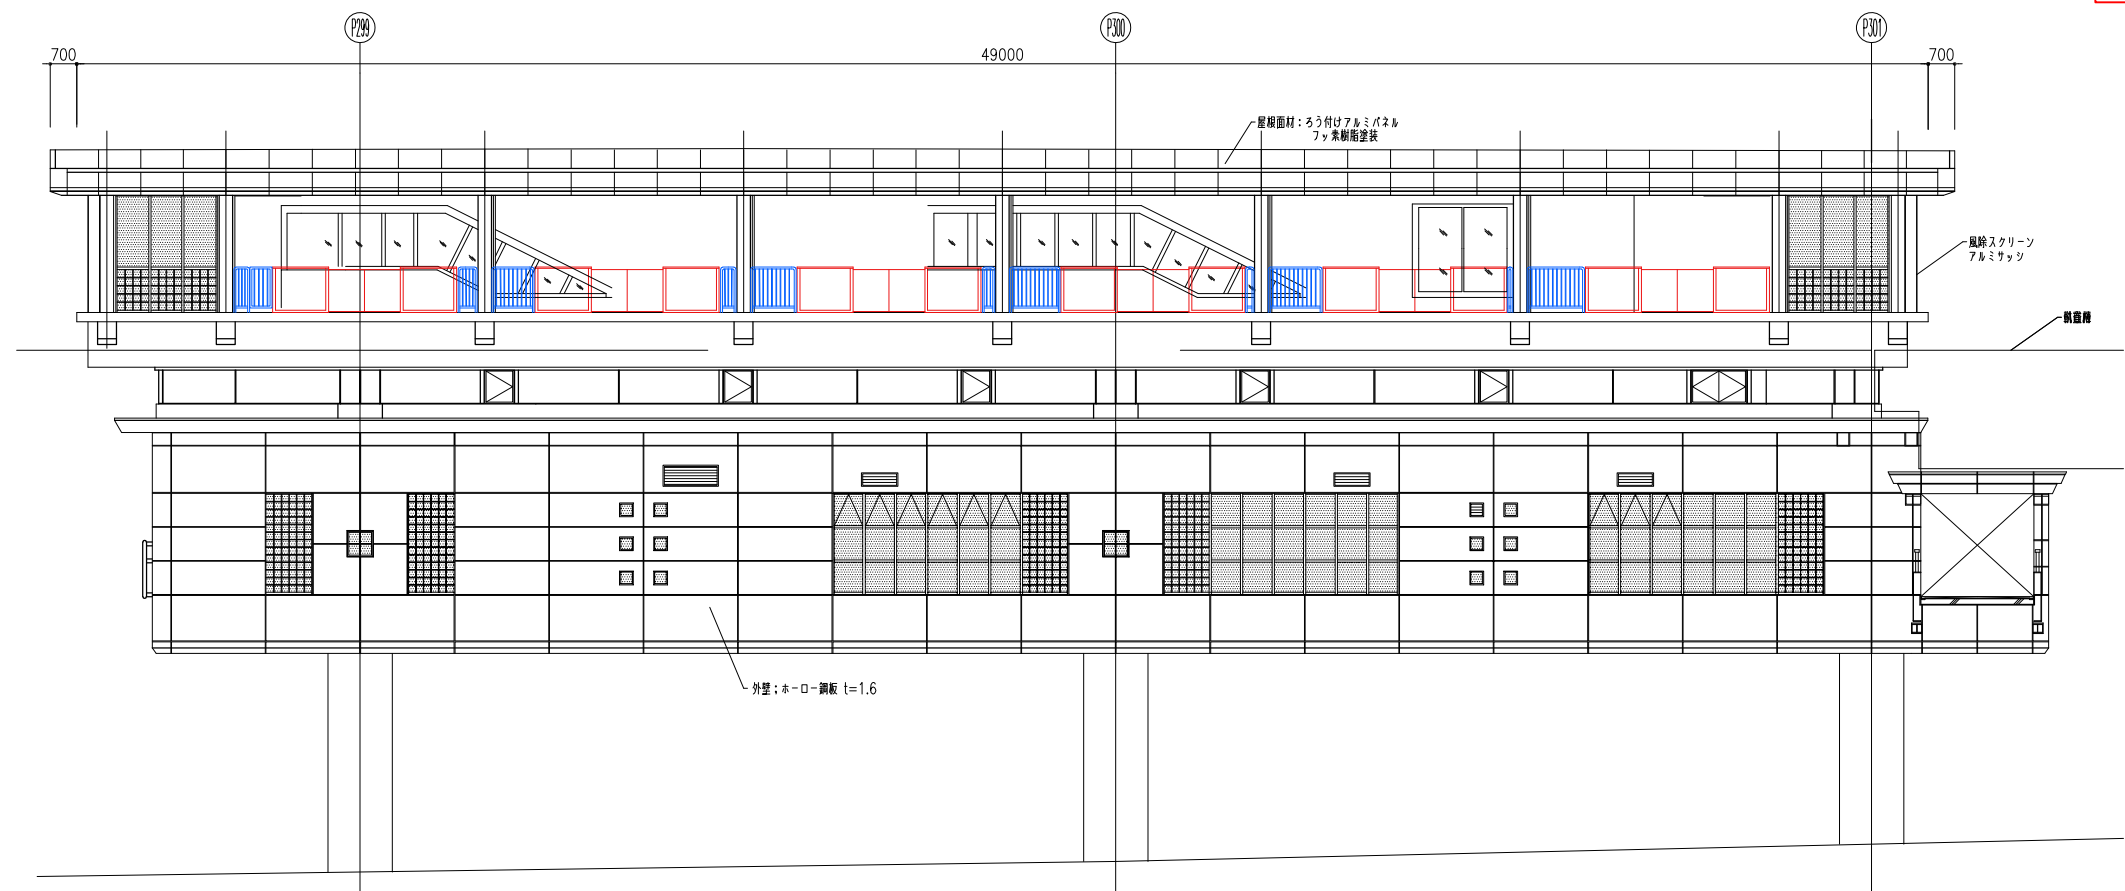 P299
P300
P301
700
49000
700
屋根面材：ろう付けアルミパネル
フッ素樹脂塗装
風除スクリーン
アルミサッシ
外壁；ホーロー鋼板 t=1.6